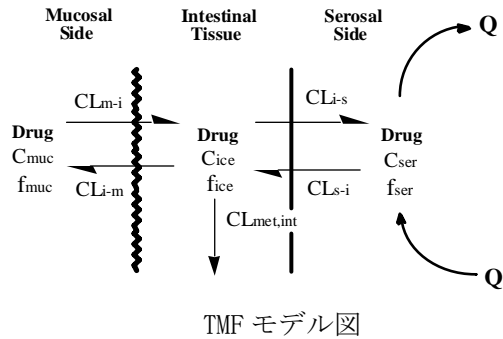 Mucosal Side
Intestinal Tissue
Serosal Side
Q
CLm-i
CLi-s
Drug
Cmuc
fmuc
Drug
Cice
fice
Drug
Cser
fser
CLi-m
CLs-i
CLmet,int
Q
TMF モデル図